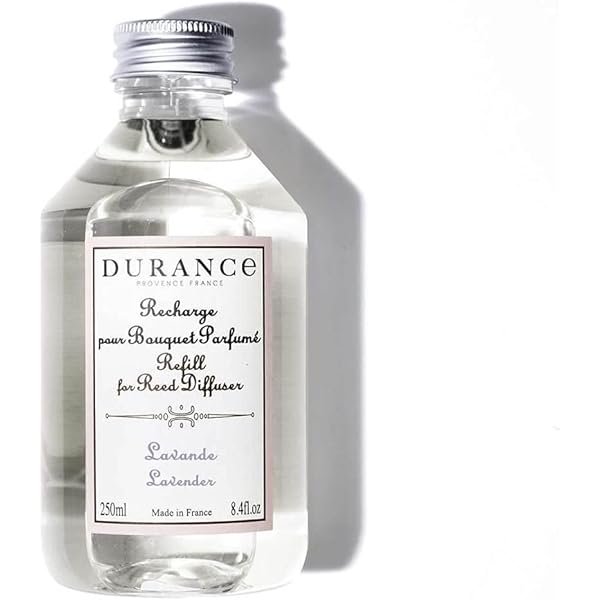 DURANCe
PROVENCE FRANCE
Recharge
pour Bouquet Parfumé
Refill
for Reed Diffuser
Lavande
Lavender
250ml Made in France 8.4fl.oz